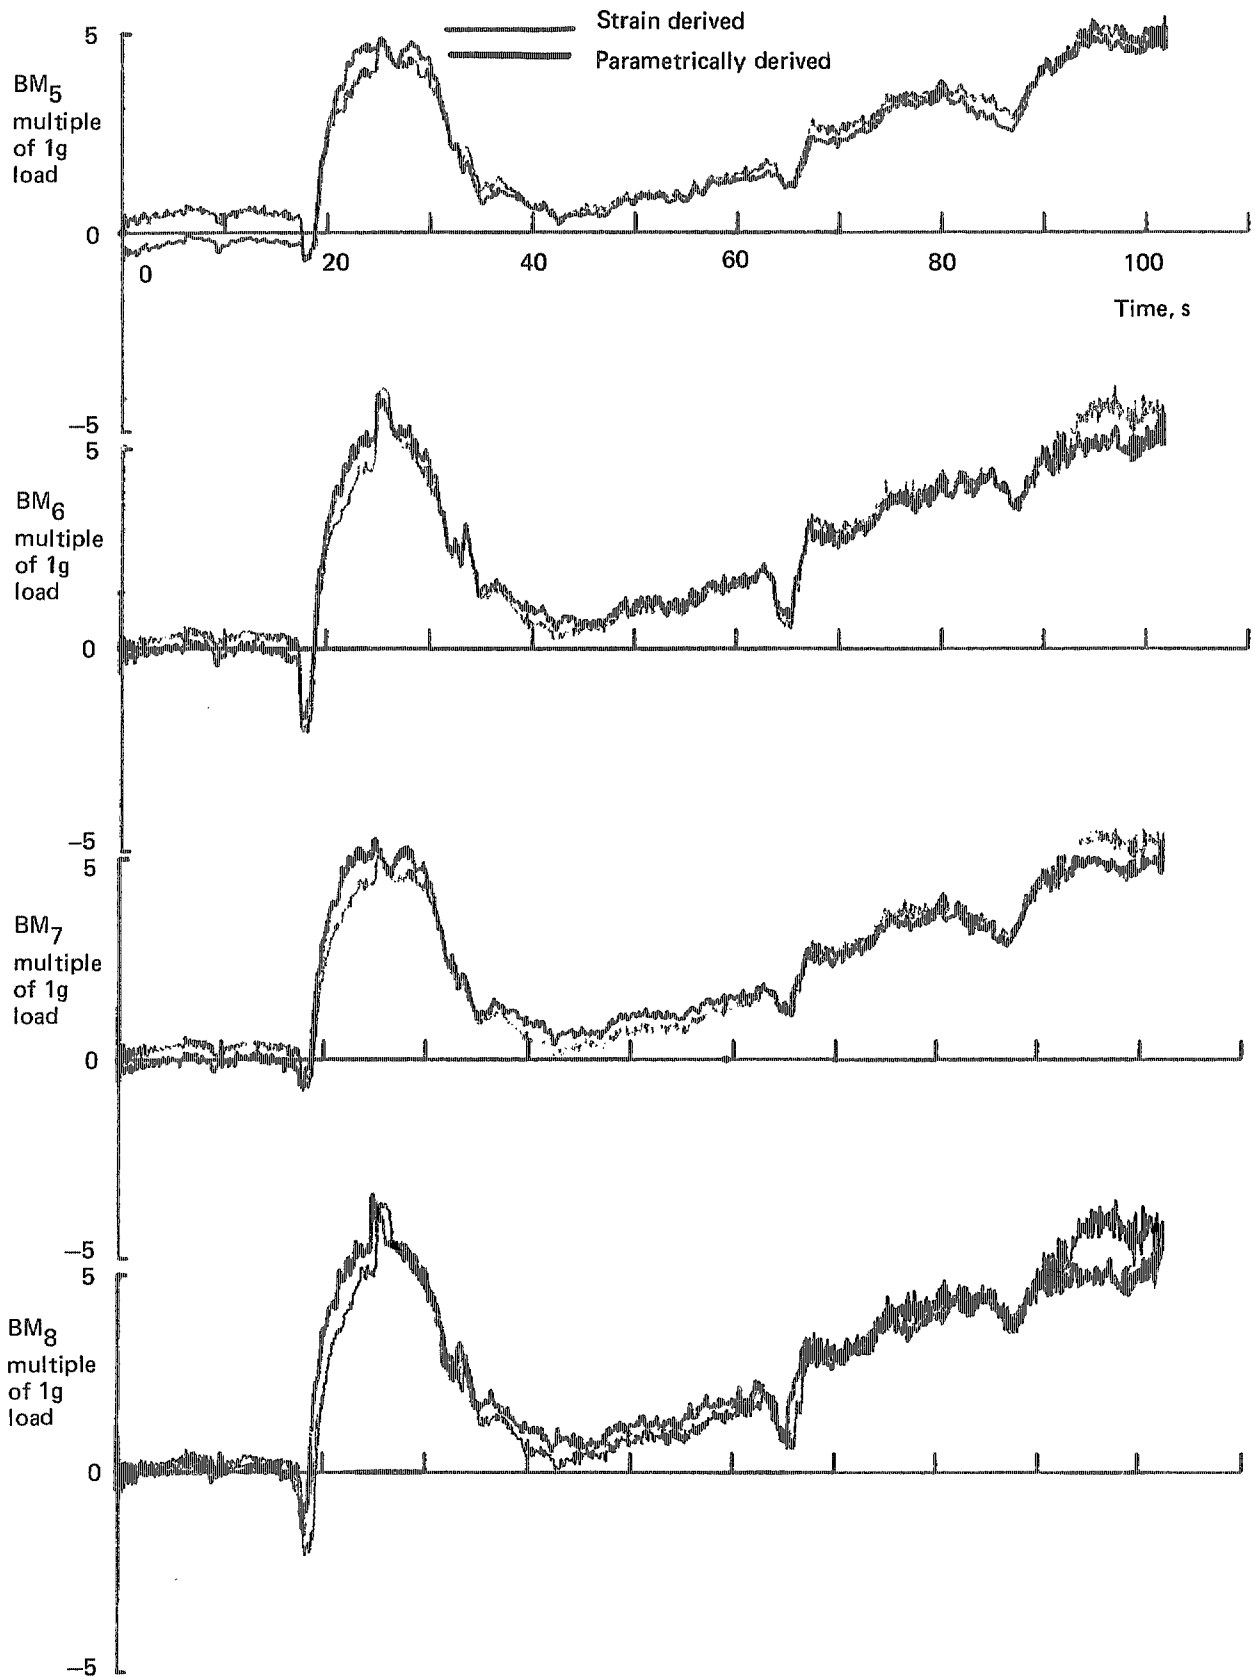 Strain derived
Parametrically derived
5
BM5
multiple
of 1g
load
0
0
20
40
60
80
100
Time, s
−5
5
BM6
multiple
of 1g
load
0
−5
5
BM7
multiple
of 1g
load
0
−5
5
BM8
multiple
of 1g
load
0
−5